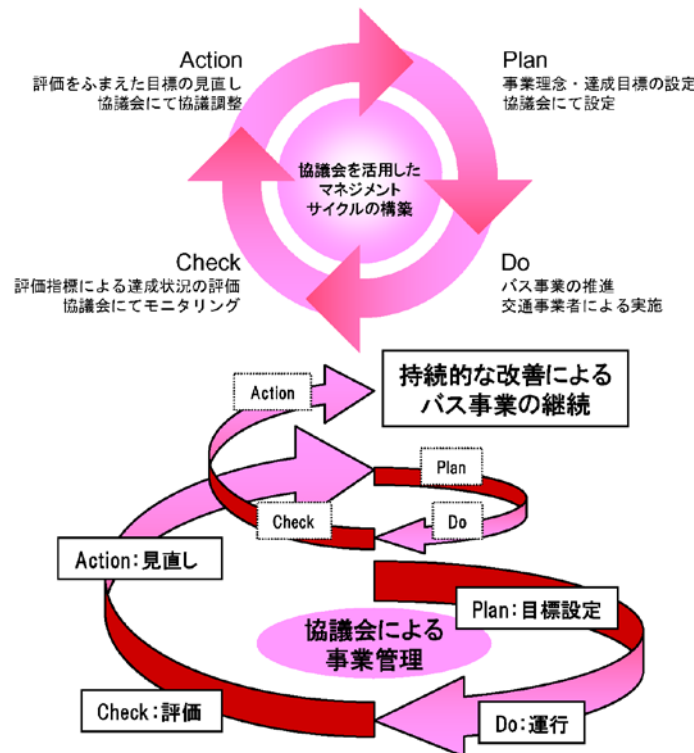 Action
評価をふまえた目標の見直し
協議会にて協議調整
Plan
事業理念・達成目標の設定
協議会にて設定
協議会を活用した
マネジメント
サイクルの構築
Check
評価指標による達成状況の評価
協議会にてモニタリング
Do
バス事業の推進
交通事業者による実施
Action
持続的な改善による
バス事業の継続
Plan
Check
Do
Action：見直し
Plan：目標設定
協議会による
事業管理
Check：評価
Do：運行